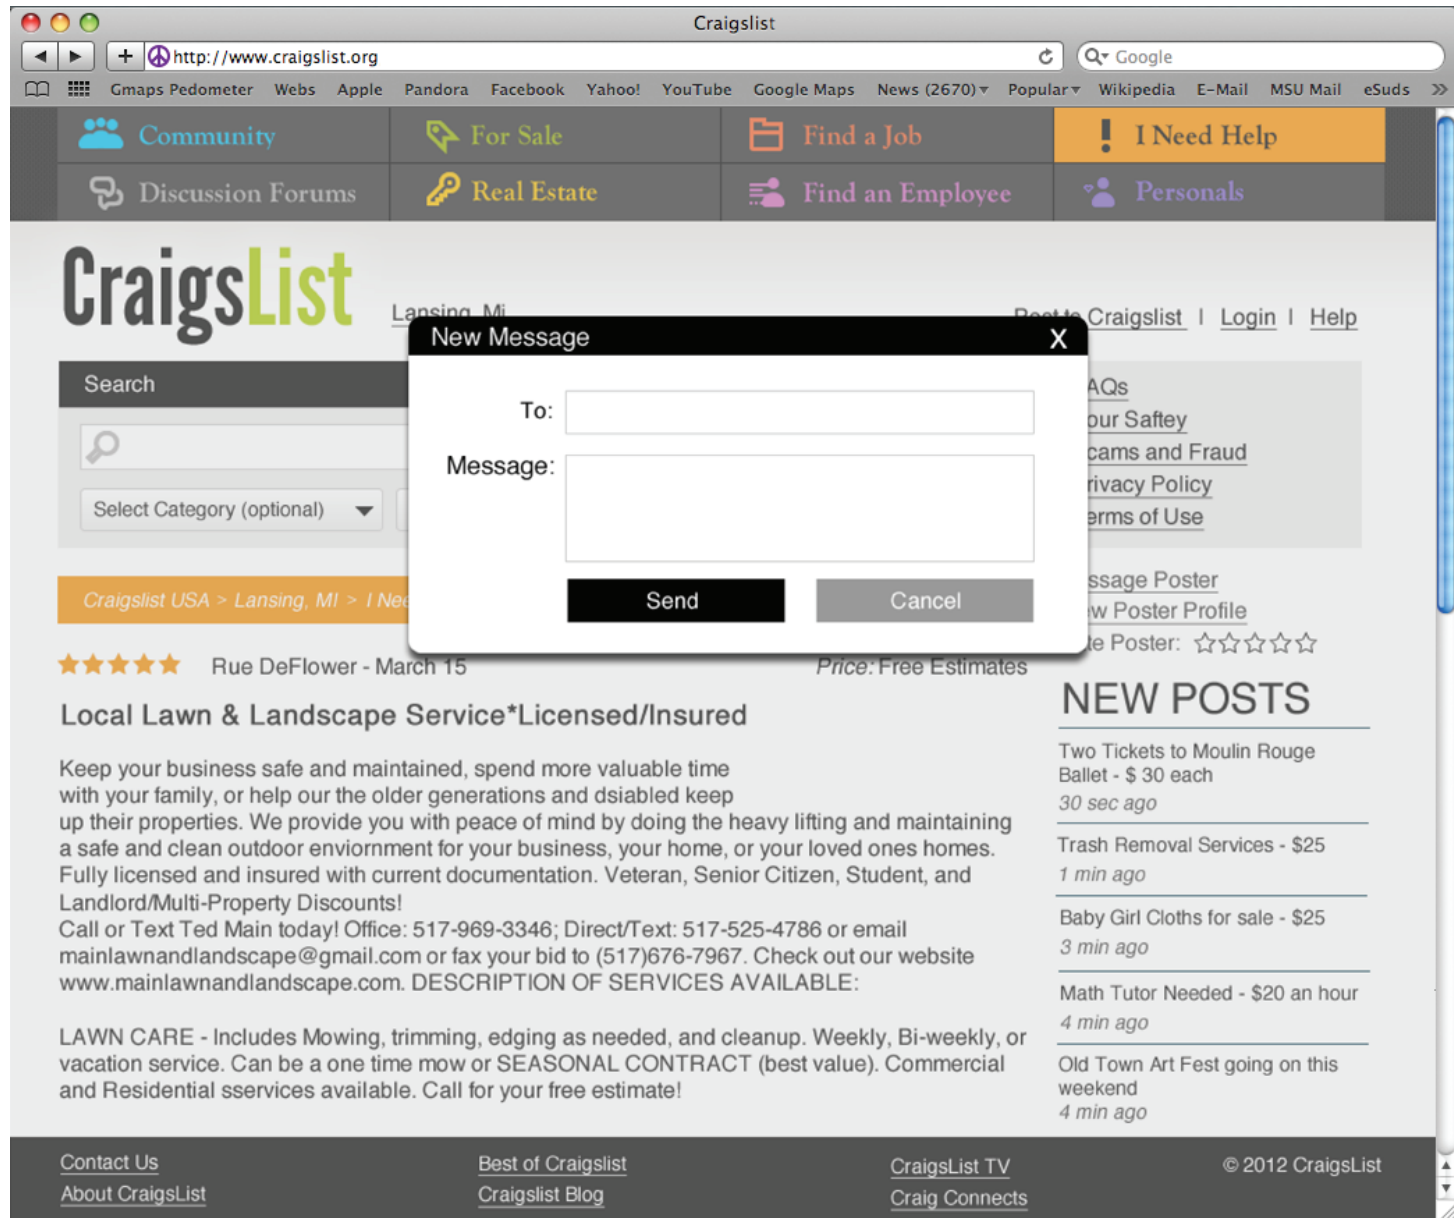 Craigslist
http://www.craigslist.org
Google
Gmaps Pedometer Webs Apple Pandora Facebook Yahoo! YouTube Google Maps News (2670) Popular Wikipedia E-Mail MSU Mail eSuds »
Community For Sale Find a Job I Need Help
Discussion Forums Real Estate Find an Employee Personals
CraigsList
Lansing, Mi
Craigslist | Login | Help
New Message X
To:
Message:
Send Cancel
Search
Select Category (optional)
Saftey
and Fraud
Policy
of Use
Craigslist USA > Lansing, MI > I
Poster
Poster Profile
Poster:
Rue DeFlower - March 15 Price: Free Estimates
Local Lawn & Landscape Service*Licensed/Insured
Keep your business safe and maintained, spend more valuable time
with your family, or help our the older generations and dsiabled keep
up their properties. We provide you with peace of mind by doing the heavy lifting and maintaining
a safe and clean outdoor enviornment for your business, your home, or your loved ones homes.
Fully licensed and insured with current documentation. Veteran, Senior Citizen, Student, and
Landlord/Multi-Property Discounts!
Call or Text Ted Main today! Office: 517-969-3346; Direct/Text: 517-525-4786 or email
mainlawnandlandscape@gmail.com or fax your bid to (517)676-7967. Check out our website
www.mainlawnandlandscape.com. DESCRIPTION OF SERVICES AVAILABLE:
LAWN CARE - Includes Mowing, trimming, edging as needed, and cleanup. Weekly, Bi-weekly, or
vacation service. Can be a one time mow or SEASONAL CONTRACT (best value). Commercial
and Residential sservices available. Call for your free estimate!
NEW POSTS
Two Tickets to Moulin Rouge
Ballet - $ 30 each
30 sec ago
Trash Removal Services - $25
1 min ago
Baby Girl Cloths for sale - $25
3 min ago
Math Tutor Needed - $20 an hour
4 min ago
Old Town Art Fest going on this
weekend
4 min ago
Contact Us Best of Craigslist CraigsList TV © 2012 CraigsList
About CraigsList Craigslist Blog Craig Connects